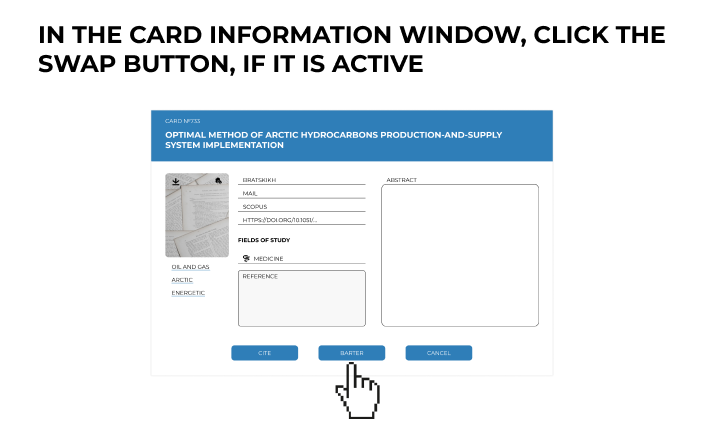 IN THE CARD INFORMATION WINDOW, CLICK THE
SWAP BUTTON, IF IT IS ACTIVE
CARD №733
OPTIMAL METHOD OF ARCTIC HYDROCARBONS PRODUCTION-AND-SUPPLY
SYSTEM IMPLEMENTATION
BRATSKIKH
MAIL
SCOPUS
HTTPS://DOI.ORG/10.1051/...
FIELDS OF STUDY
MEDICINE
REFERENCE
OIL AND GAS
ARCTIC
ENERGETIC
ABSTRACT
CITE
BARTER
CANCEL